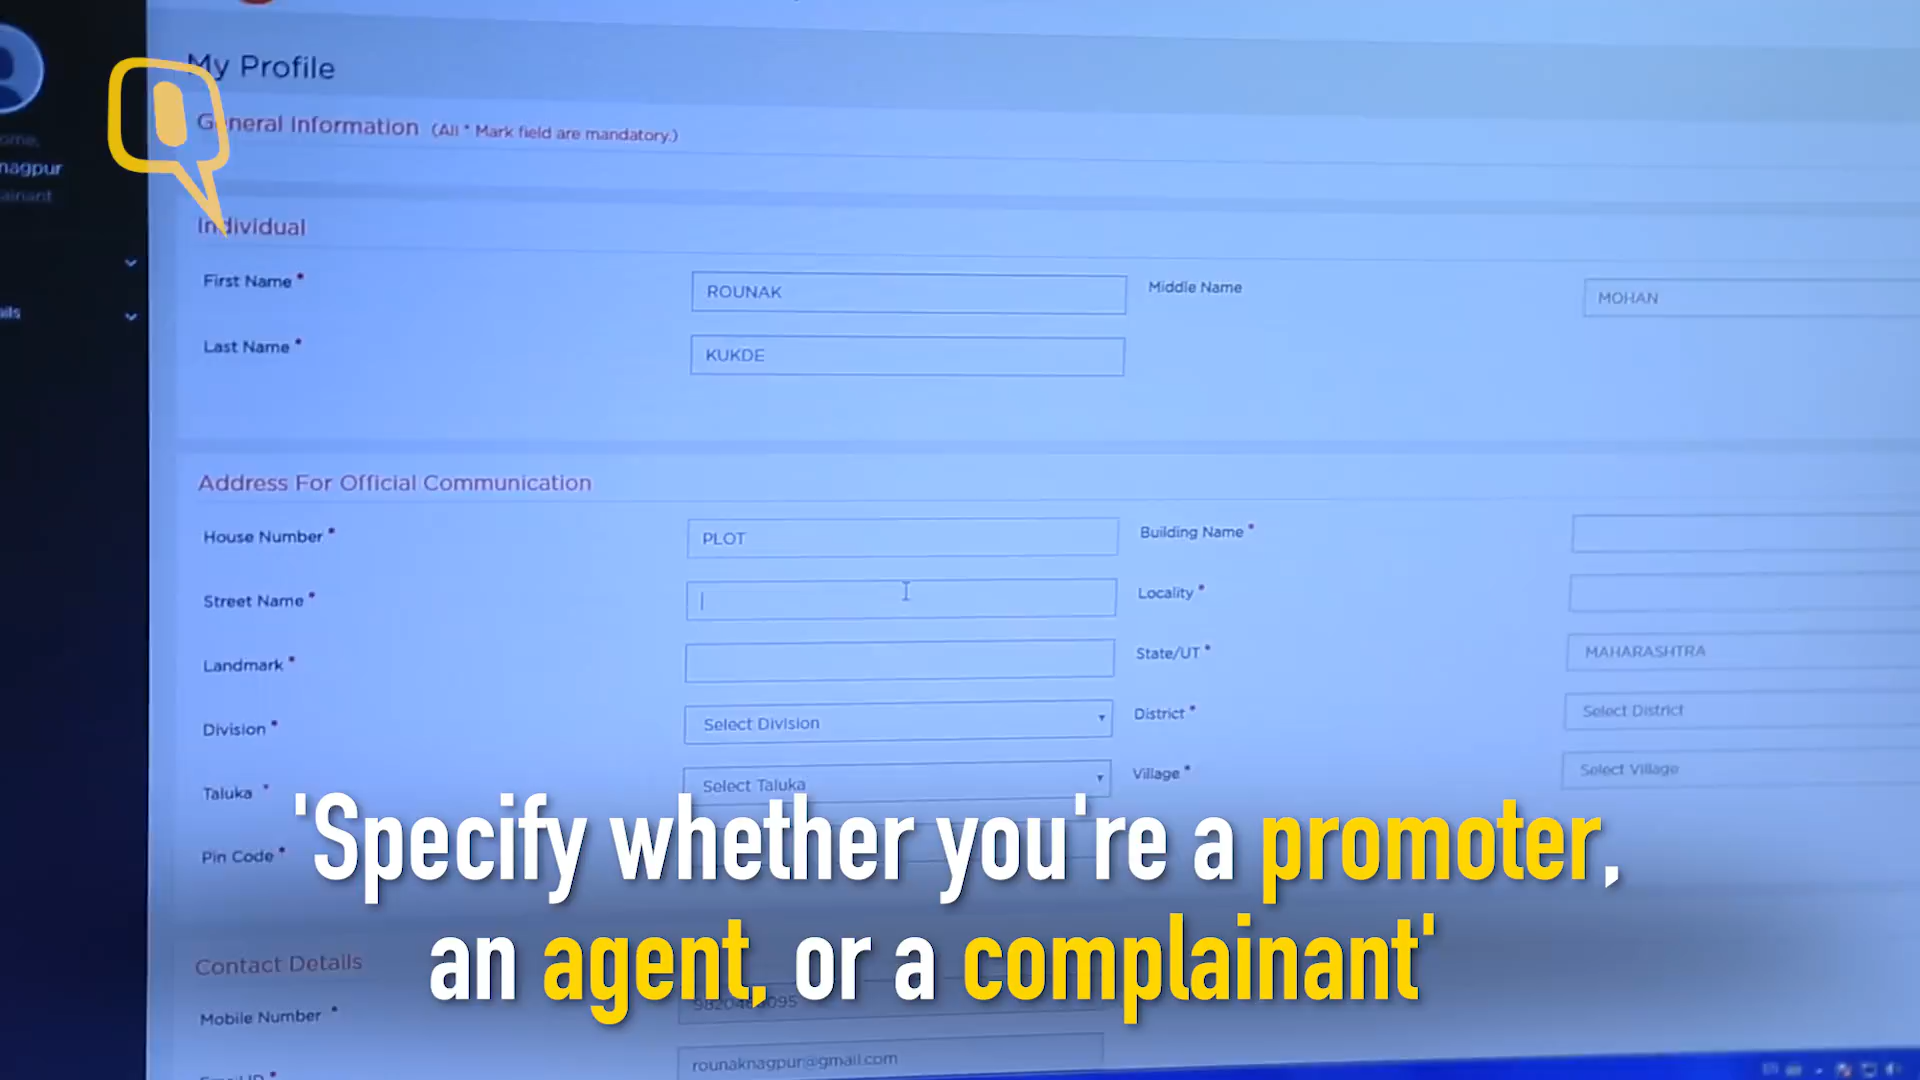 My Profile
General Information (All * Mark field are mandatory.)
nagpur
Individual
First Name *
ROUNAK
Middle Name
MOHAN
Last Name *
KUKDE
Address For Official Communication
House Number *
PLOT
Building Name *
Street Name *
Locality *
Landmark *
State/UT *
MAHARASHTRA
Division *
Select Division
District *
Select District
Taluka *
Select Taluka
Village *
Select Village
Pin Code *
'Specify whether you're a promoter,
an agent, or a complainant'
Contact Details
Mobile Number *
rounaknagpur@gmail.com